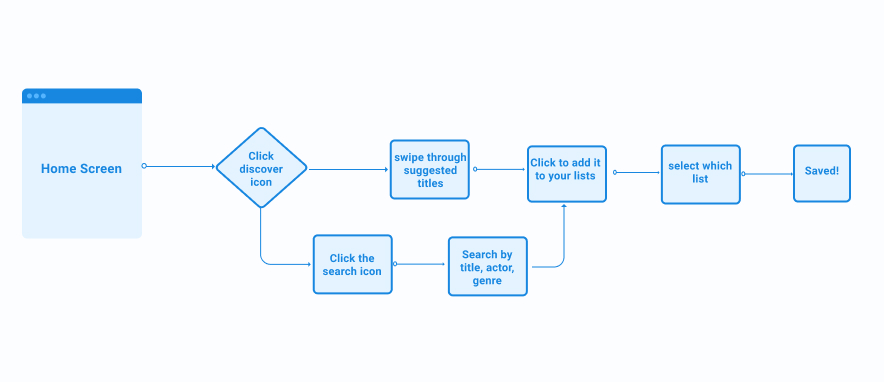 Home Screen
Click
discover
icon
swipe through
suggested
titles
Click to add it
to your lists
select which
list
Saved!
Click the
search icon
Search by
title, actor,
genre